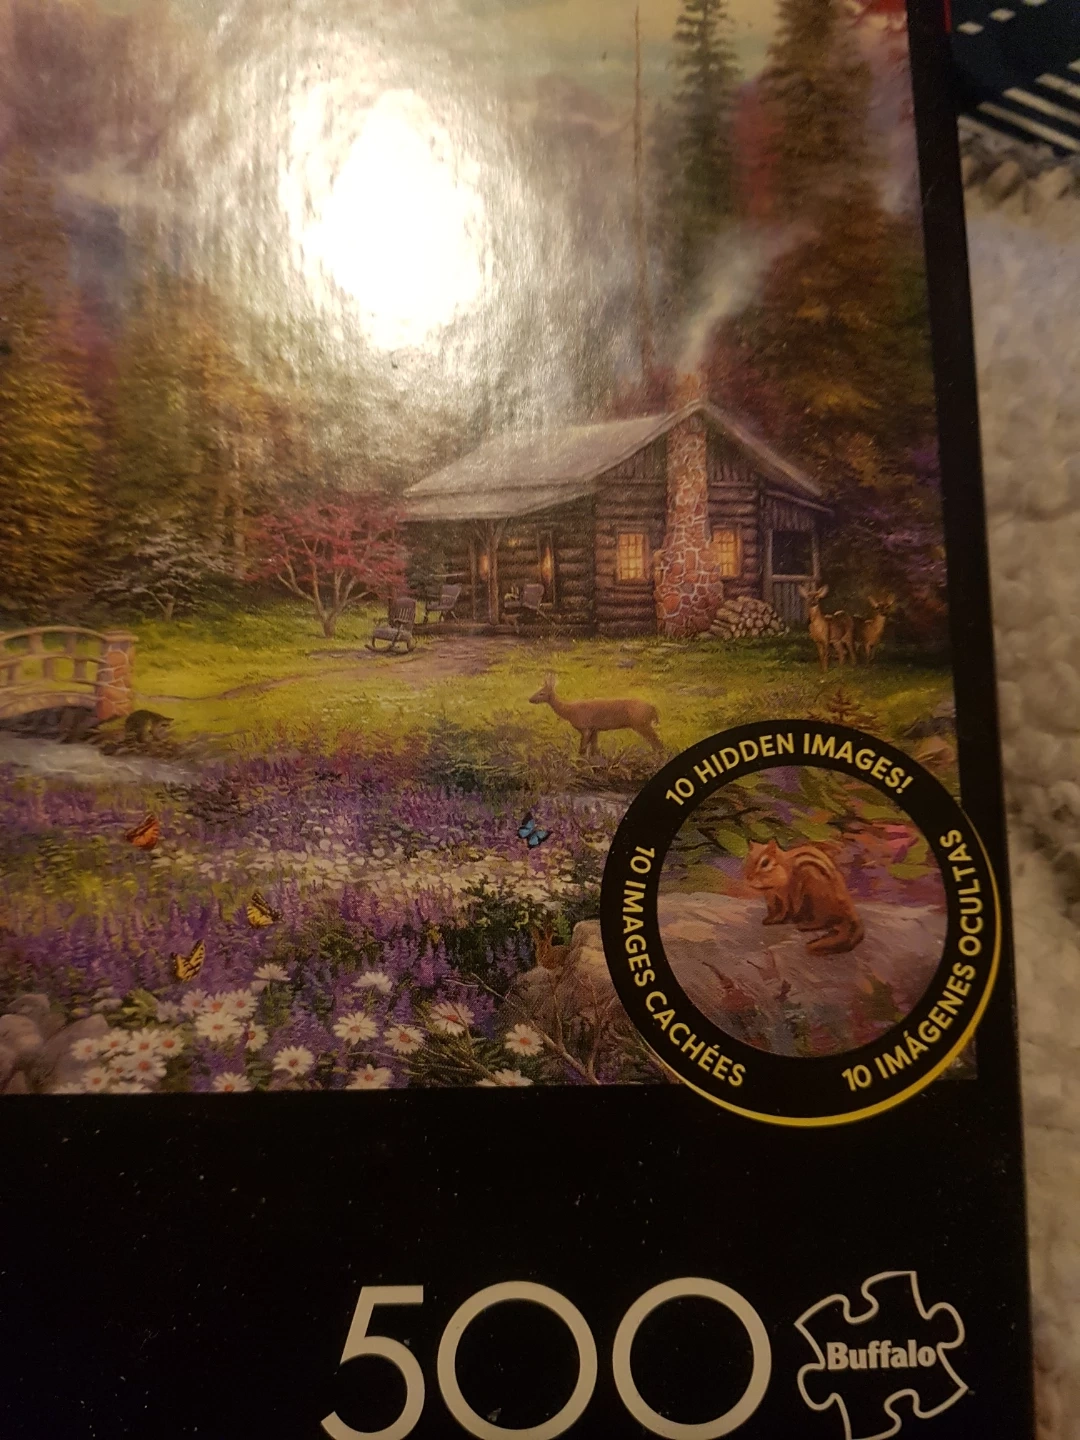 10 HIDDEN IMAGES!
10 IMAGES CACHÉES
10 IMÁGENES OCULTAS
500
Buffalo